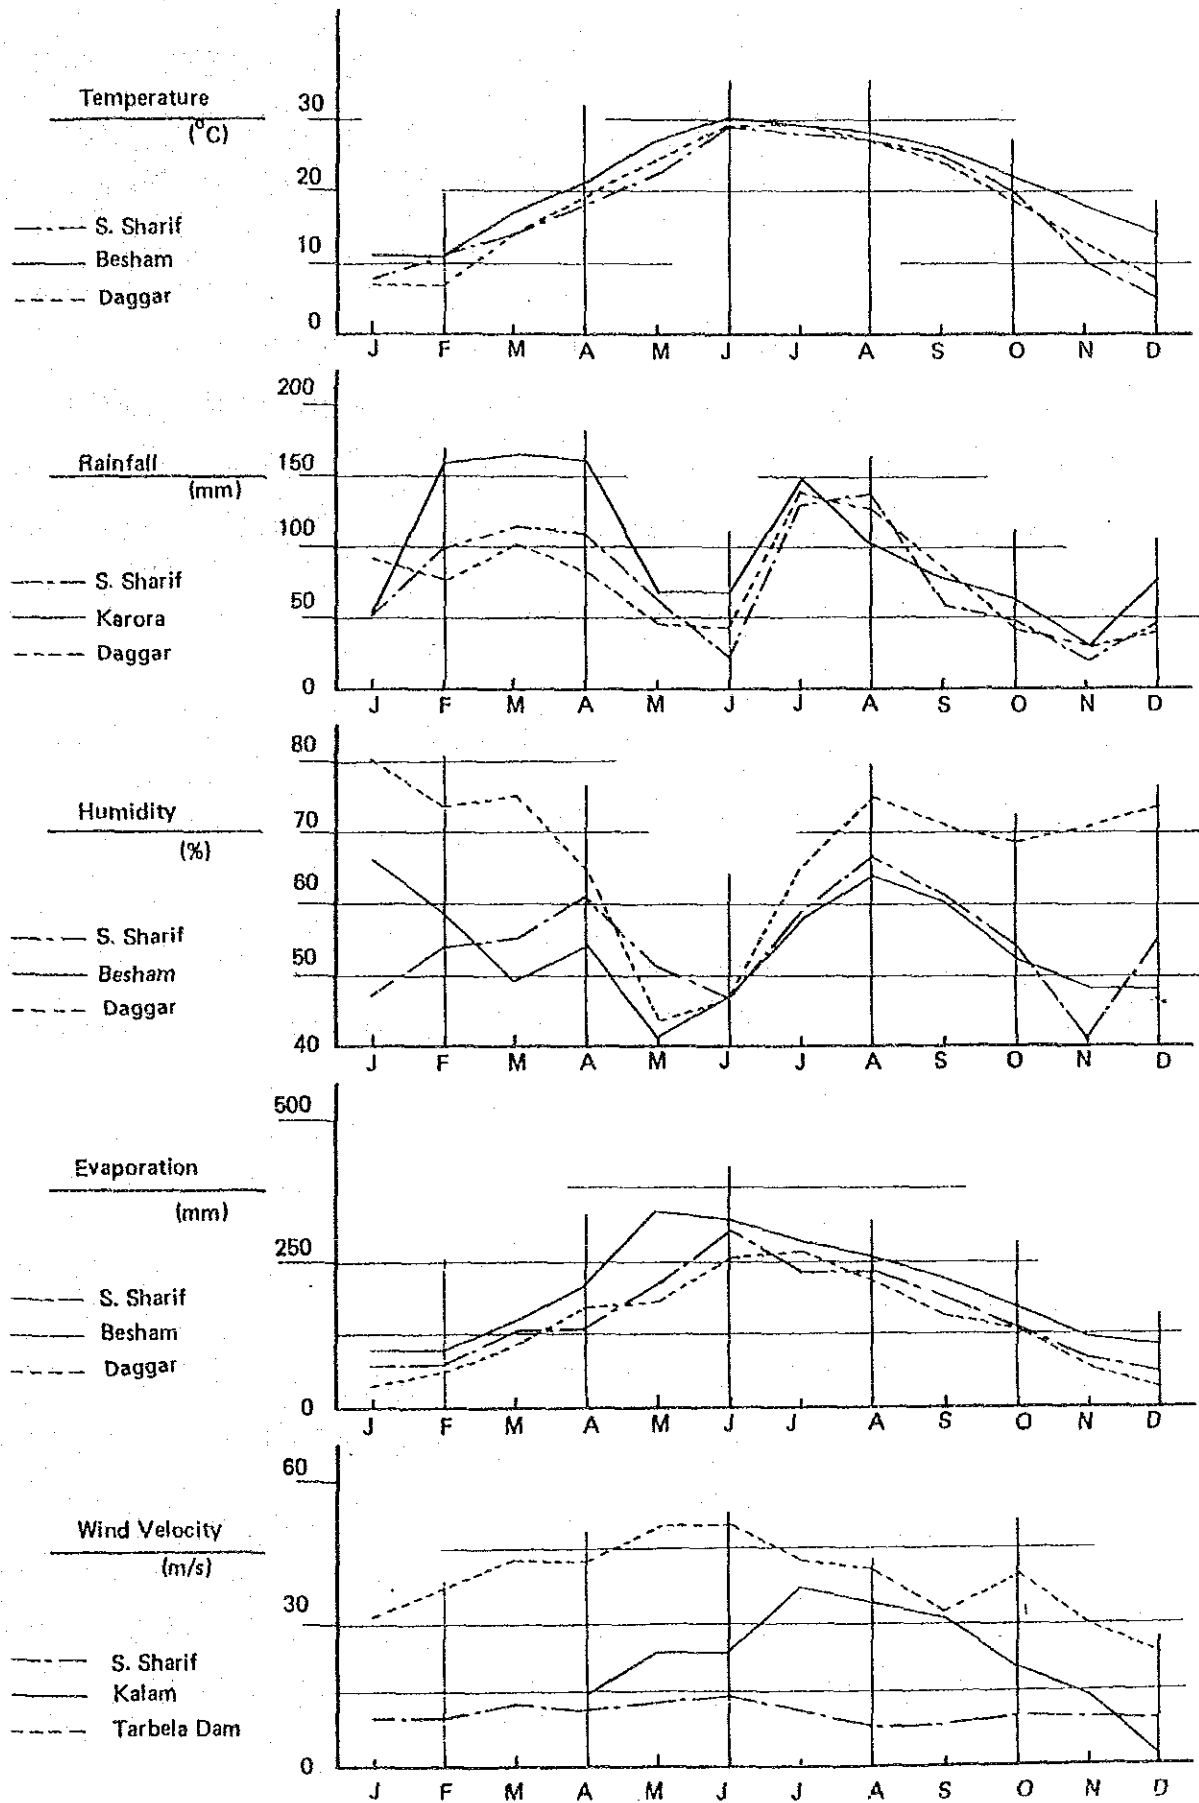 Temperature
(°C)
S. Sharif
Besham
Daggar
30
20
10
0
J F M A M J J A S O N D
Rainfall
(mm)
S. Sharif
Karora
Daggar
200
150
100
50
0
J F M A M J J A S O N D
Humidity
(%)
S. Sharif
Besham
Daggar
80
70
60
50
40
J F M A M J J A S O N D
Evaporation
(mm)
S. Sharif
Besham
Daggar
500
250
0
J F M A M J J A S O N D
Wind Velocity
(m/s)
S. Sharif
Kalam
Tarbela Dam
60
30
0
J F M A M J J A S O N D